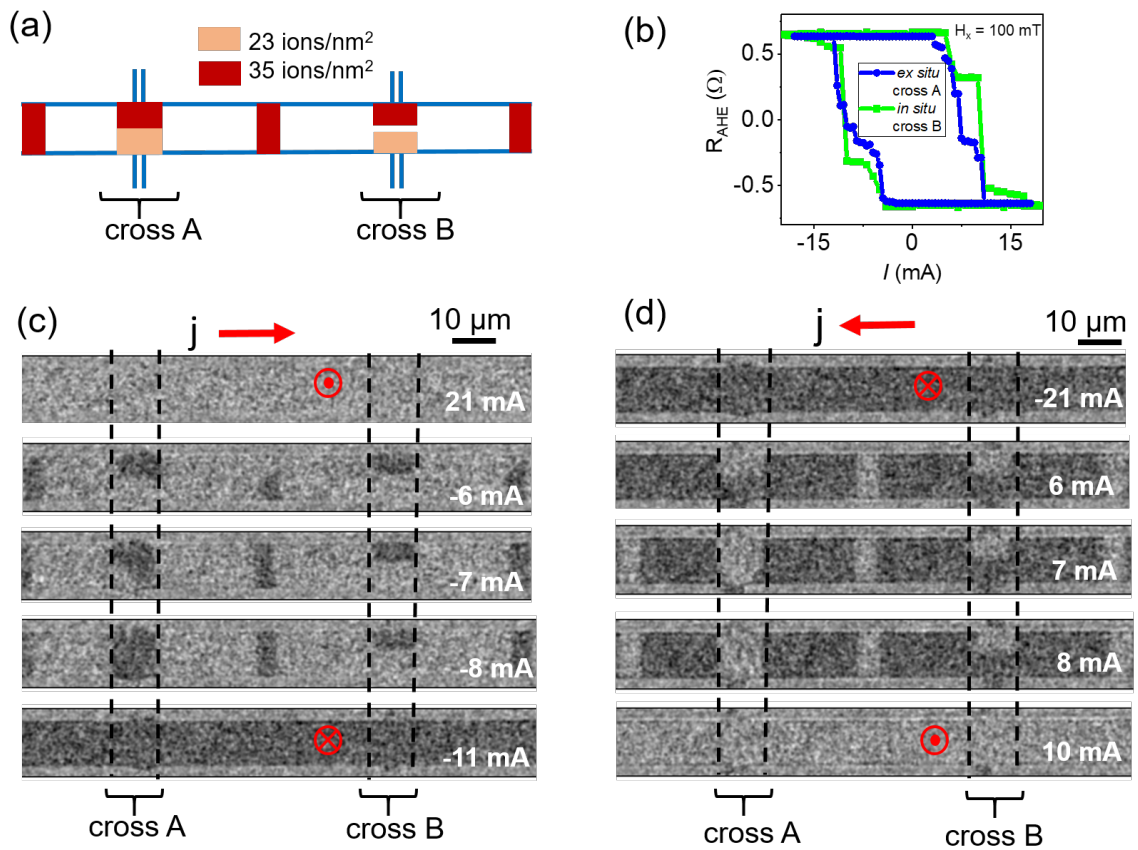 (a)
23 ions/nm²
35 ions/nm²
cross A
cross B
(b)
Hₓ = 100 mT
ex situ
cross A
in situ
cross B
R_AHE (Ω)
0.5
0.0
-0.5
-15
0
15
I (mA)
(c)
j
10 µm
21 mA
-6 mA
-7 mA
-8 mA
-11 mA
cross A
cross B
(d)
j
10 µm
-21 mA
6 mA
7 mA
8 mA
10 mA
cross A
cross B